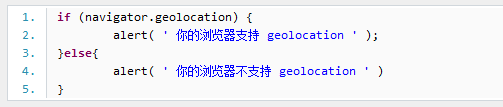 1. if (navigator.geolocation) {
2. alert( ' 你的浏览器支持 geolocation ' );
3. }else{
4. alert( ' 你的浏览器不支持 geolocation ' )
5. }